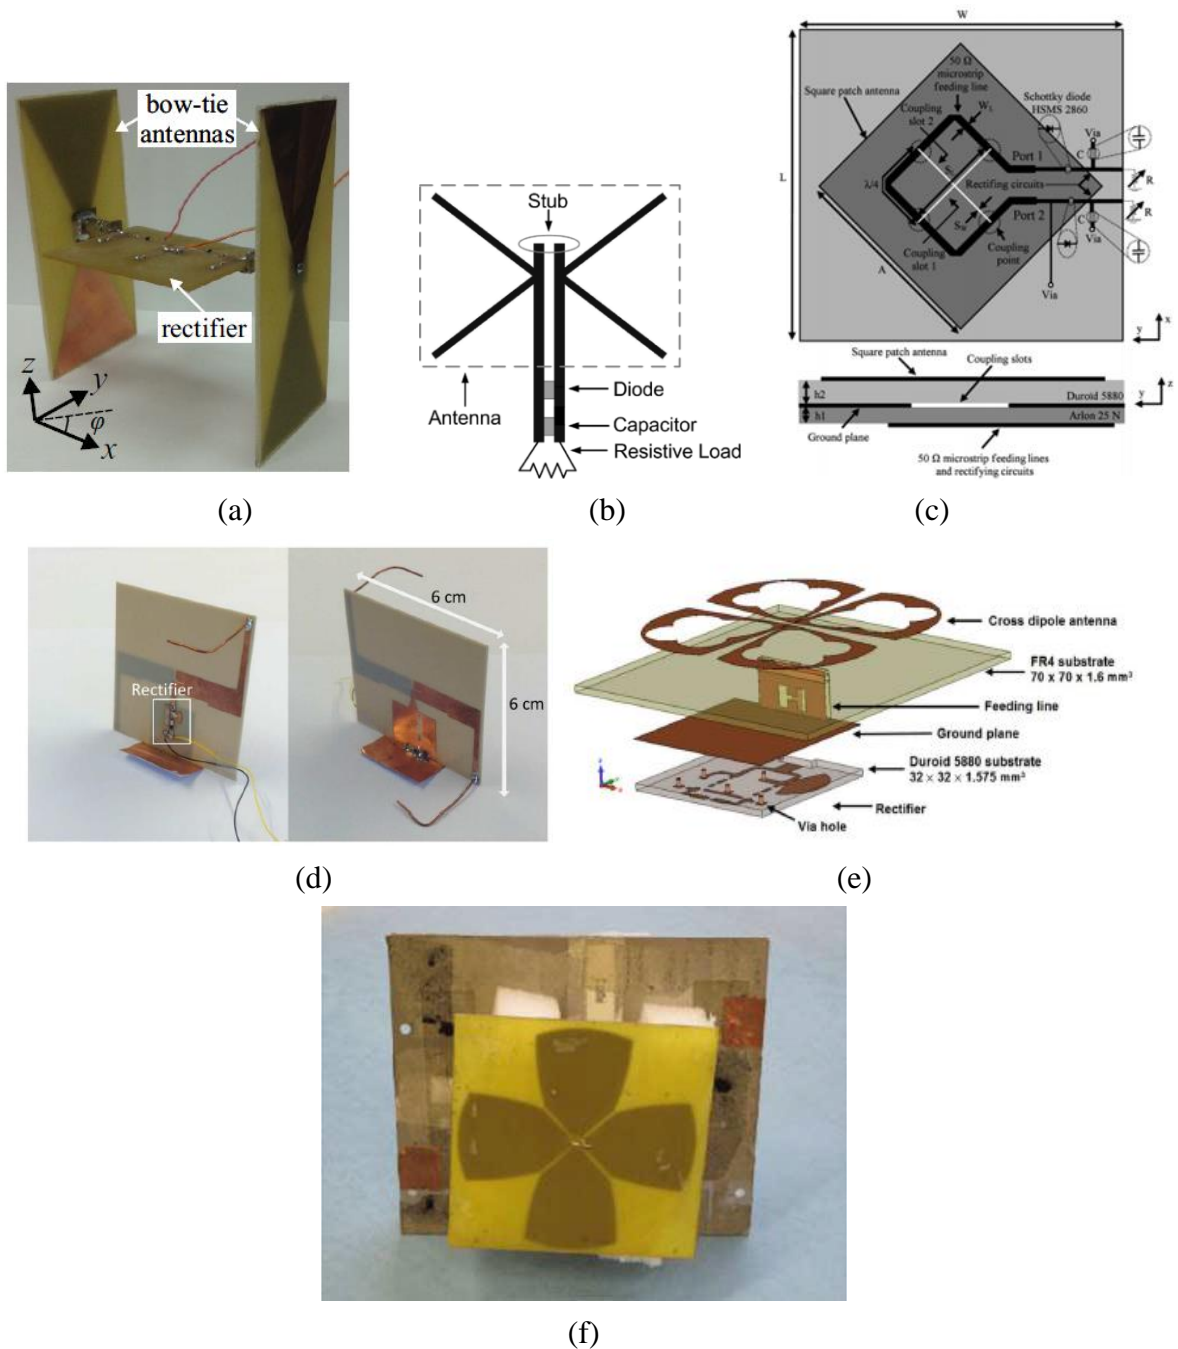 bow-tie
antennas
rectifier
z
y
φ
x
(a)
Stub
Antenna
Diode
Capacitor
Resistive Load
(b)
W
L
50 Ω
microstrip
feeding line
Square patch antenna
Coupling
slot 2
Schottky diode
HSMS 2860
Via
C
Port 1
λ/4
Rectifing circuits
R
Port 2
R
C
Via
Coupling
slot 1
Coupling
point
A
Via
x
y
Square patch antenna
Coupling slots
z
h2
Duroid 5880
y
h1
Arlon 25 N
Ground plane
50 Ω microstrip feeding lines
and rectifying circuits
(c)
Rectifier
6 cm
6 cm
(d)
Cross dipole antenna
FR4 substrate
70 x 70 x 1.6 mm³
Feeding line
Ground plane
Duroid 5880 substrate
32 × 32 × 1.575 mm³
Rectifier
Via hole
(e)
(f)